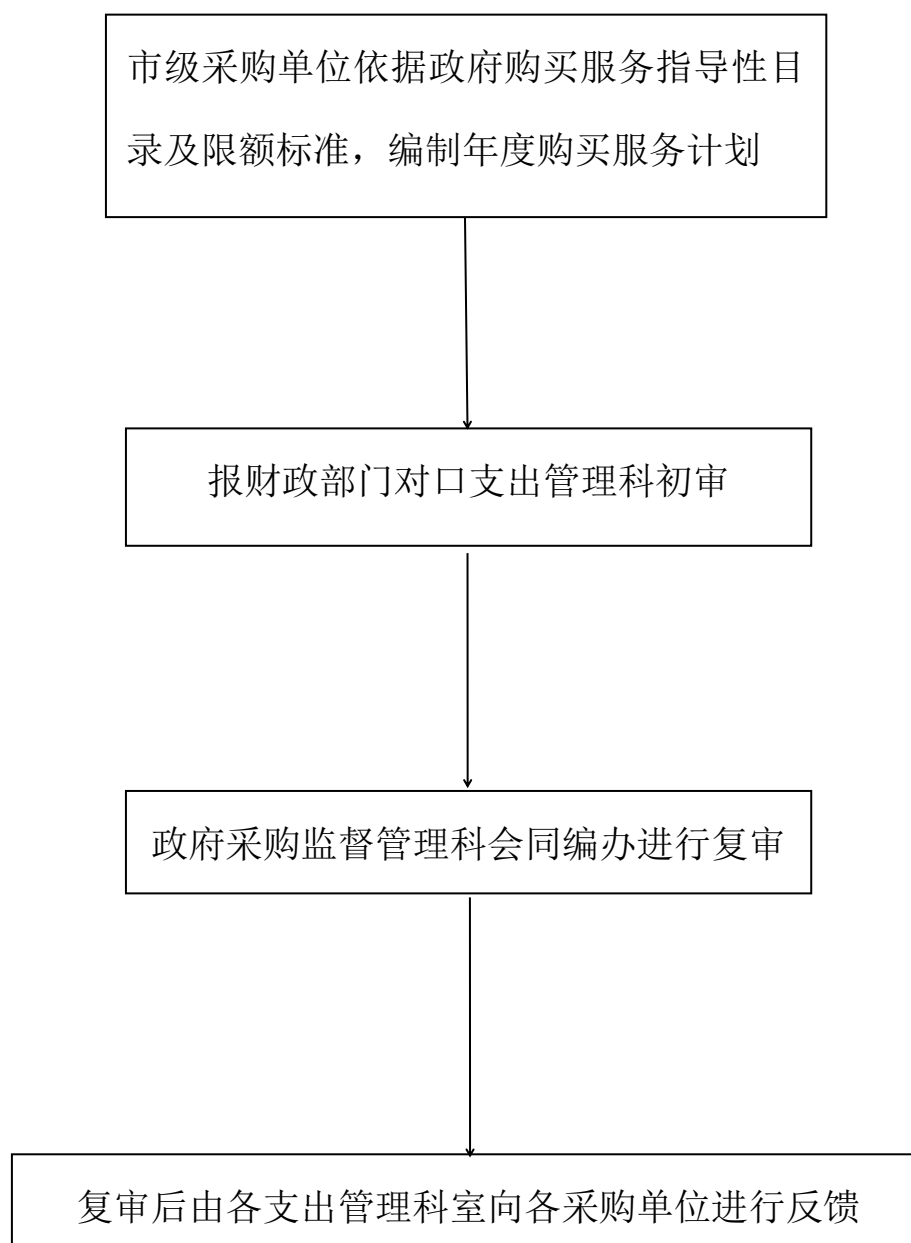 市级采购单位依据政府购买服务指导性目
录及限额标准，编制年度购买服务计划
报财政部门对口支出管理科初审
政府采购监督管理科会同编办进行复审
复审后由各支出管理科室向各采购单位进行反馈